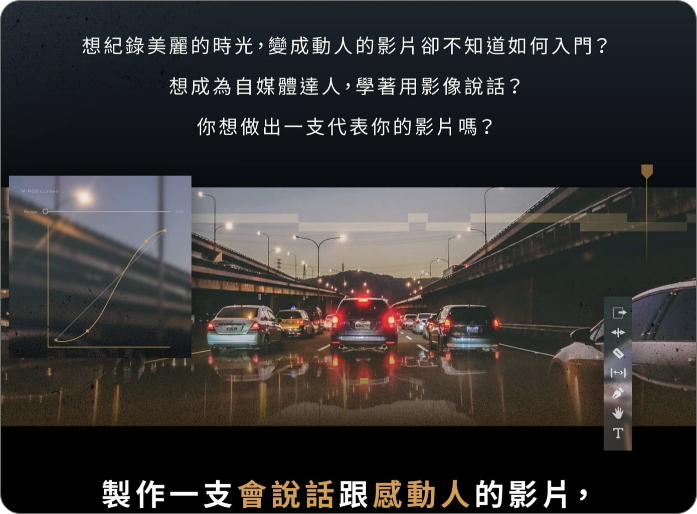 想紀錄美麗的時光，變成動人的影片卻不知道如何入門？
想成為自媒體達人，學著用影像說話？
你想做出一支代表你的影片嗎？
RGB Curves
T
製作一支會說話跟感動人的影片，